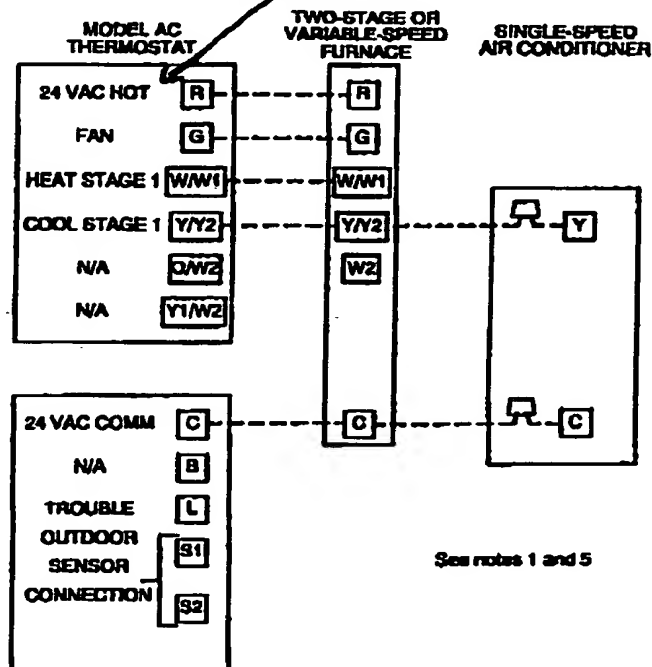 MODEL AC
THERMOSTAT
TWO-STAGE OR
VARIABLE-SPEED
FURNACE
SINGLE-SPEED
AIR CONDITIONER
24 VAC HOT R R
FAN G G
HEAT STAGE 1 W/W1 W/W1
COOL STAGE 1 Y/Y2 Y/Y2 Y
N/A O/W2 W2
N/A Y1/W2
24 VAC COMM C C C
N/A B
TROUBLE L
OUTDOOR
SENSOR
CONNECTION
S1
S2
See notes 1 and 5